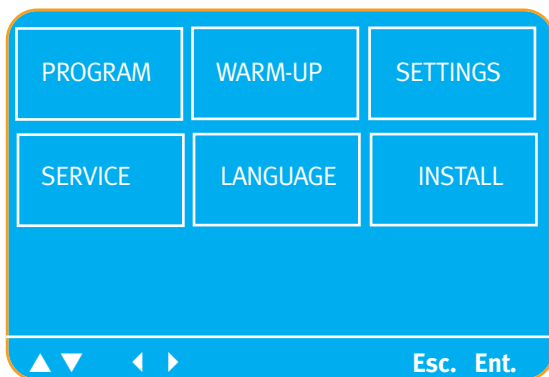 PROGRAM WARM-UP SETTINGS
SERVICE LANGUAGE INSTALL
Esc. Ent.